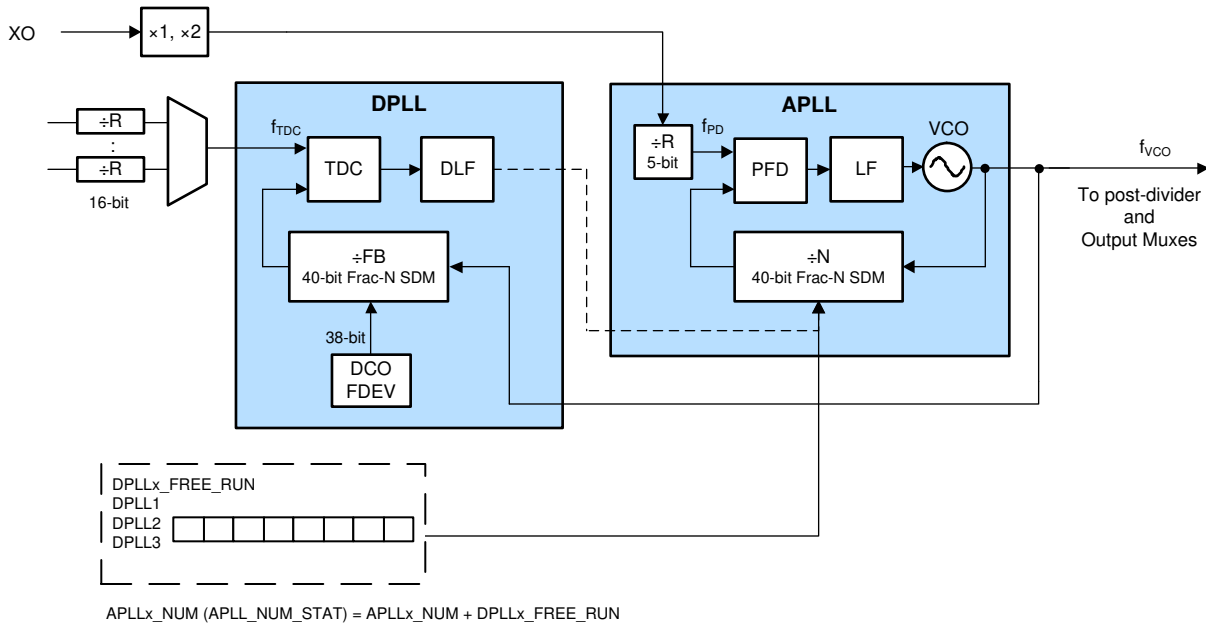 XO
×1, ×2
DPLL
APLL
÷R
:
÷R
16-bit
fTDC
TDC
DLF
÷FB
40-bit Frac-N SDM
38-bit
DCO
FDEV
÷R
5-bit
fPD
PFD
LF
VCO
÷N
40-bit Frac-N SDM
fVCO
To post-divider
and
Output Muxes
DPLLx_FREE_RUN
DPLL1
DPLL2
DPLL3
APLLx_NUM (APLL_NUM_STAT) = APLLx_NUM + DPLLx_FREE_RUN